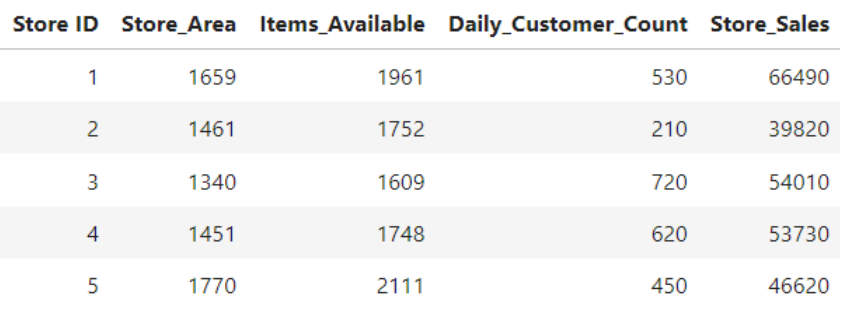 Store ID Store_Area Items_Available Daily_Customer_Count Store_Sales
1 1659 1961 530 66490
2 1461 1752 210 39820
3 1340 1609 720 54010
4 1451 1748 620 53730
5 1770 2111 450 46620